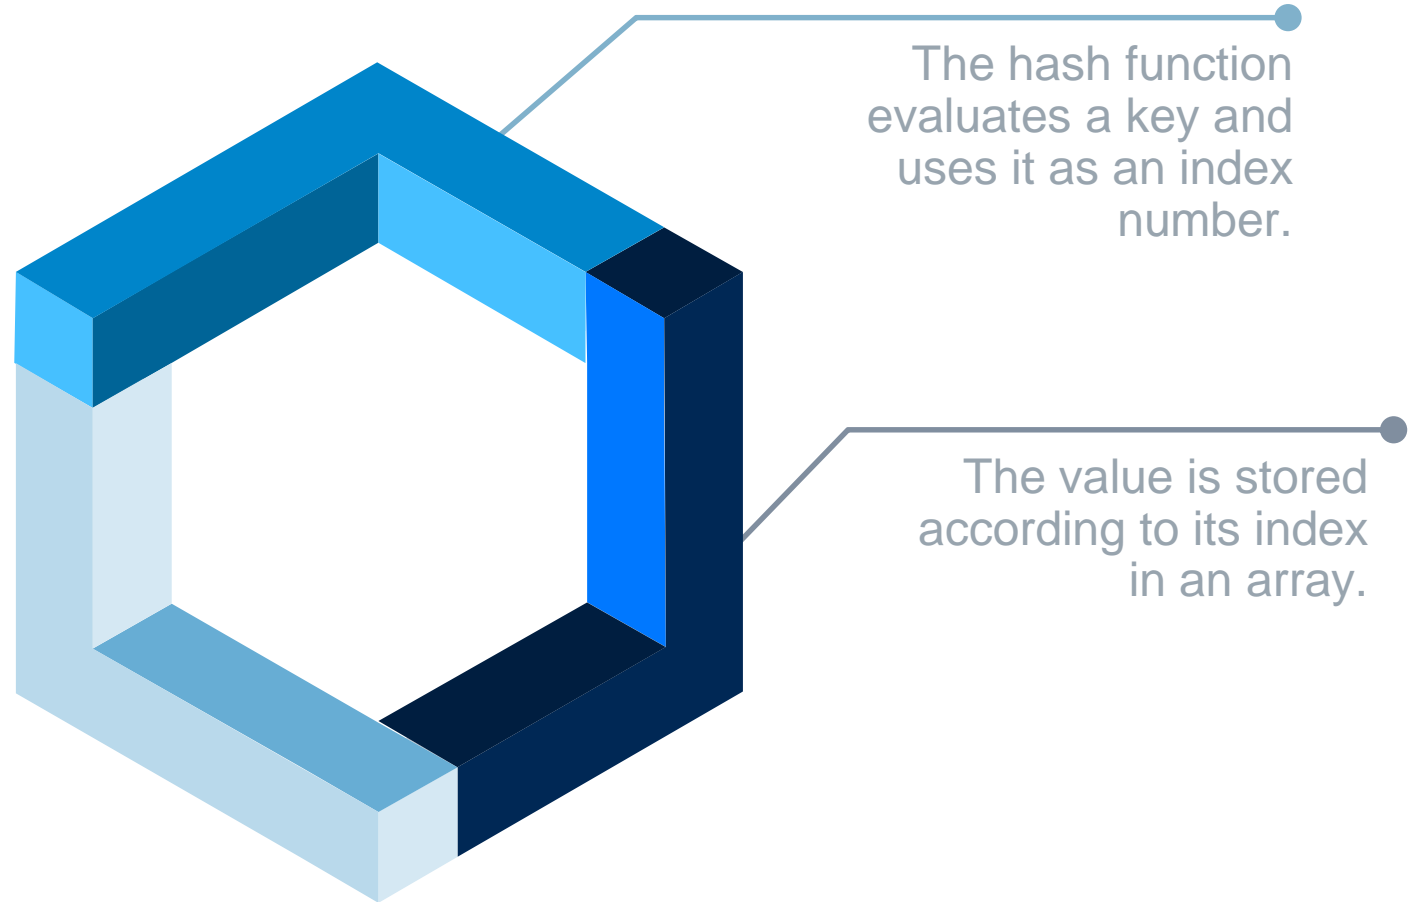 The hash function
evaluates a key and
uses it as an index
number.
The value is stored
according to its index
in an array.